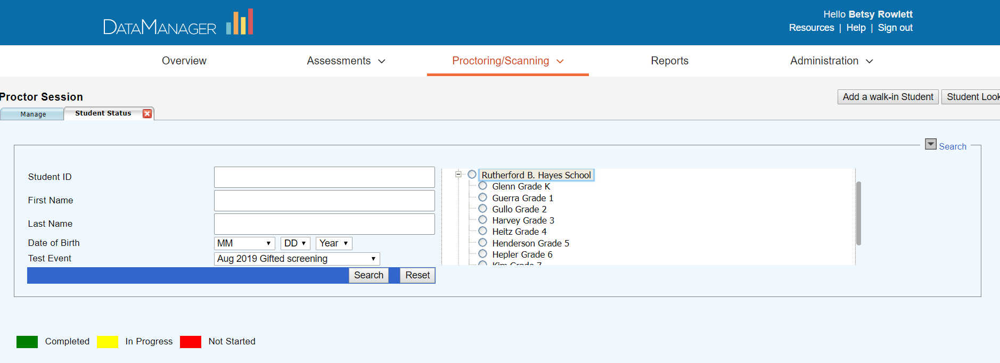 DATAMANAGER
Hello Betsy Rowlett
Resources | Help | Sign out
Overview
Assessments
Proctoring/Scanning
Reports
Administration
Proctor Session
Add a walk-in Student
Student Look
Manage
Student Status
Search
Student ID
First Name
Last Name
Date of Birth
MM
DD
Year
Test Event
Aug 2019 Gifted screening
Search
Reset
Rutherford B. Hayes School
Glenn Grade K
Guerra Grade 1
Gullo Grade 2
Harvey Grade 3
Heitz Grade 4
Henderson Grade 5
Hepler Grade 6
Kim Grade 7
Completed
In Progress
Not Started